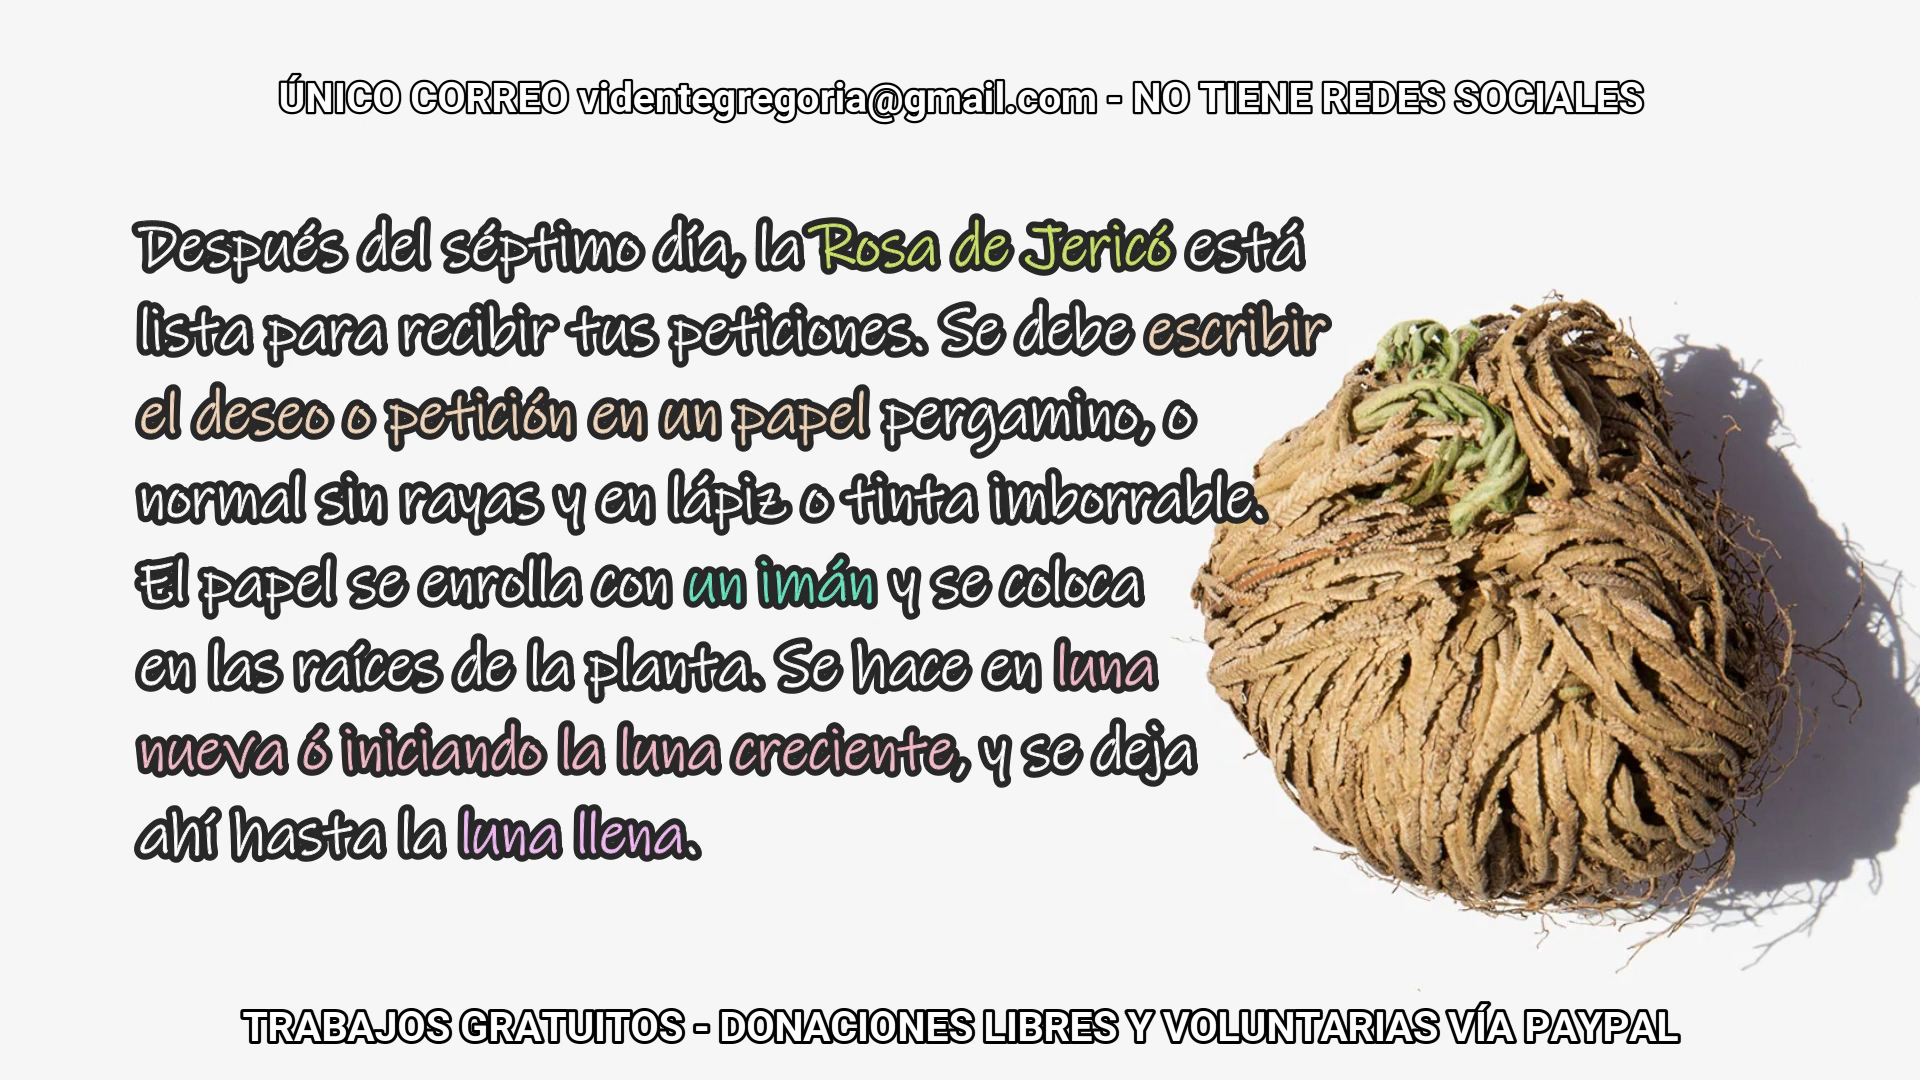 ÚNICO CORREO videntegregoria@gmail.com - NO TIENE REDES SOCIALES
Después del séptimo día, la Rosa de Jericó está
lista para recibir tus peticiones. Se debe escribir
el deseo o petición en un papel pergamino, o
normal sin rayas y en lápiz o tinta imborrable.
El papel se enrolla con un imán y se coloca
en las raíces de la planta. Se hace en luna
nueva ó iniciando la luna creciente, y se deja
ahí hasta la luna llena.
TRABAJOS GRATUITOS - DONACIONES LIBRES Y VOLUNTARIAS VÍA PAYPAL